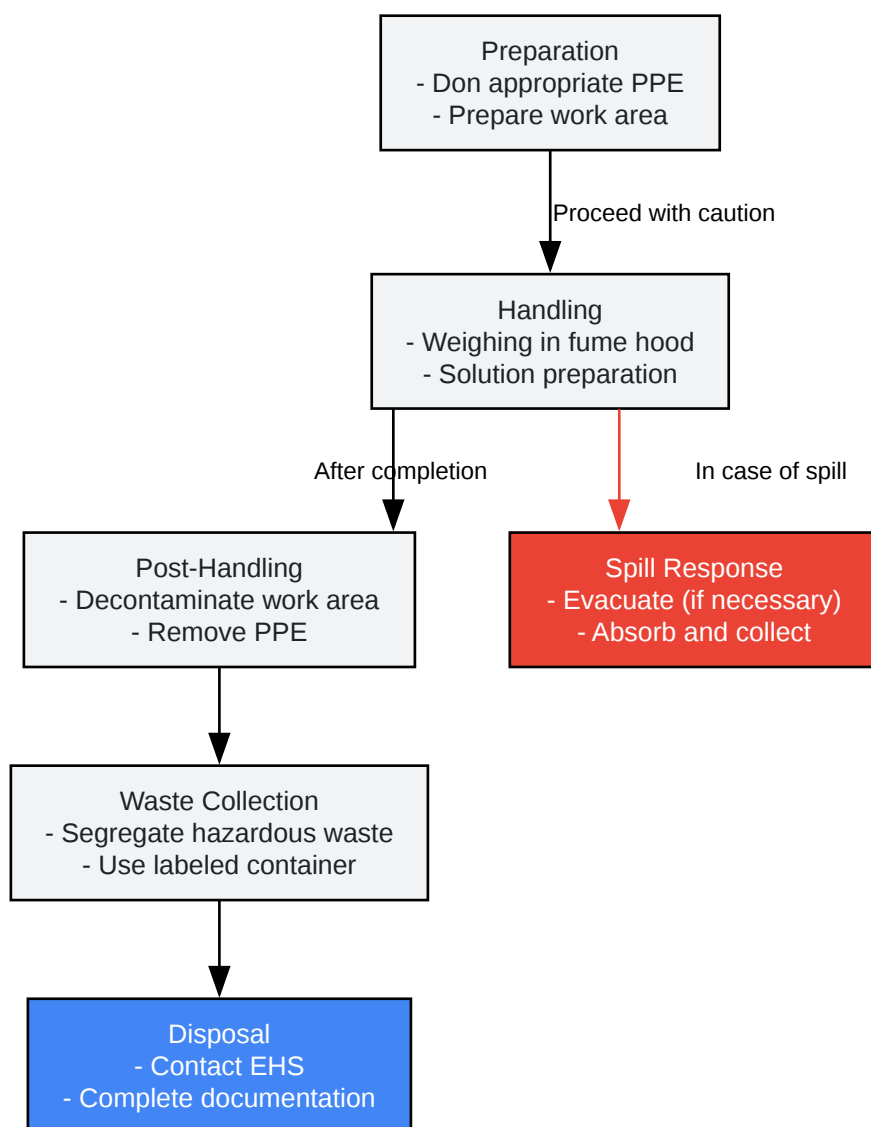 Preparation
- Don appropriate PPE
- Prepare work area
Proceed with caution
Handling
- Weighing in fume hood
- Solution preparation
After completion
In case of spill
Post-Handling
- Decontaminate work area
- Remove PPE
Spill Response
- Evacuate (if necessary)
- Absorb and collect
Waste Collection
- Segregate hazardous waste
- Use labeled container
Disposal
- Contact EHS
- Complete documentation